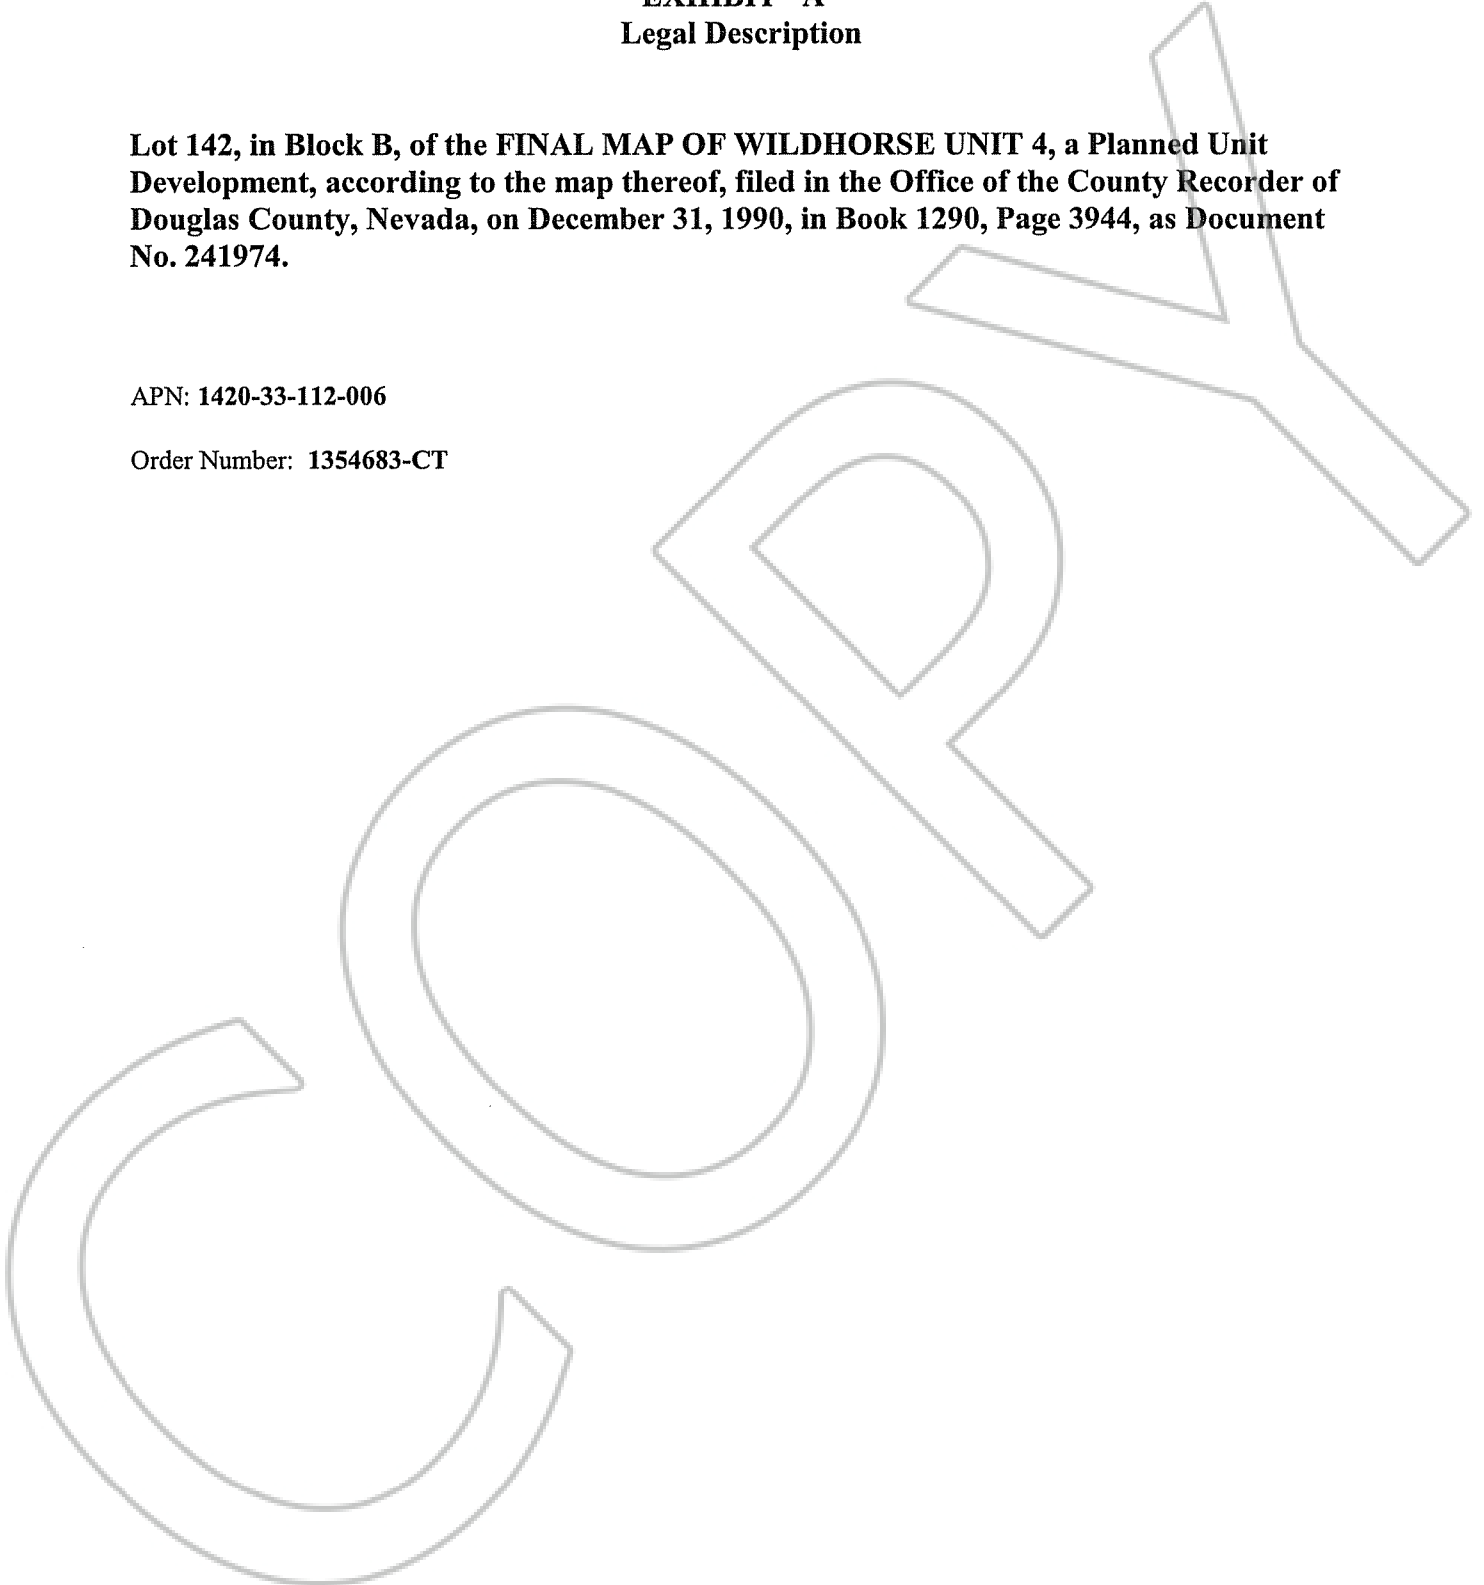 EXHIBIT "A"
Legal Description
Lot 142, in Block B, of the FINAL MAP OF WILDHORSE UNIT 4, a Planned Unit
Development, according to the map thereof, filed in the Office of the County Recorder of
Douglas County, Nevada, on December 31, 1990, in Book 1290, Page 3944, as Document
No. 241974.
APN: 1420-33-112-006
Order Number: 1354683-CT
COPY